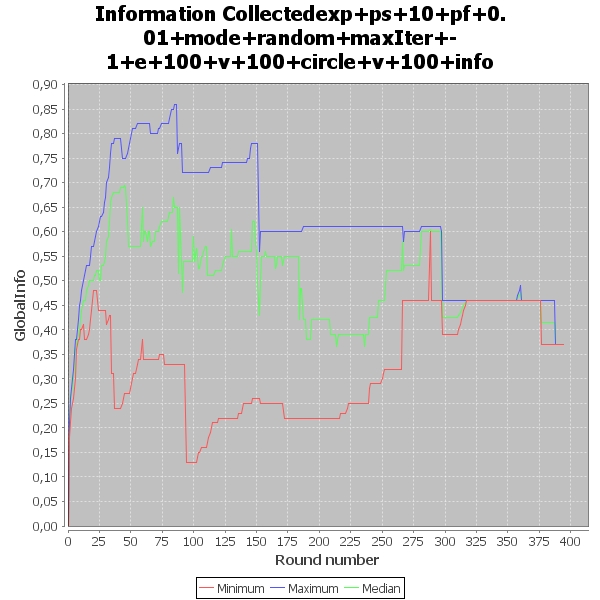 Information Collectedexp+ps+10+pf+0.
01+mode+random+maxIter+-
1+e+100+v+100+circle+v+100+info
GlobalInfo
0,90
0,85
0,80
0,75
0,70
0,65
0,60
0,55
0,50
0,45
0,40
0,35
0,30
0,25
0,20
0,15
0,10
0,05
0,00
0 25 50 75 100 125 150 175 200 225 250 275 300 325 350 375 400
Round number
Minimum Maximum Median